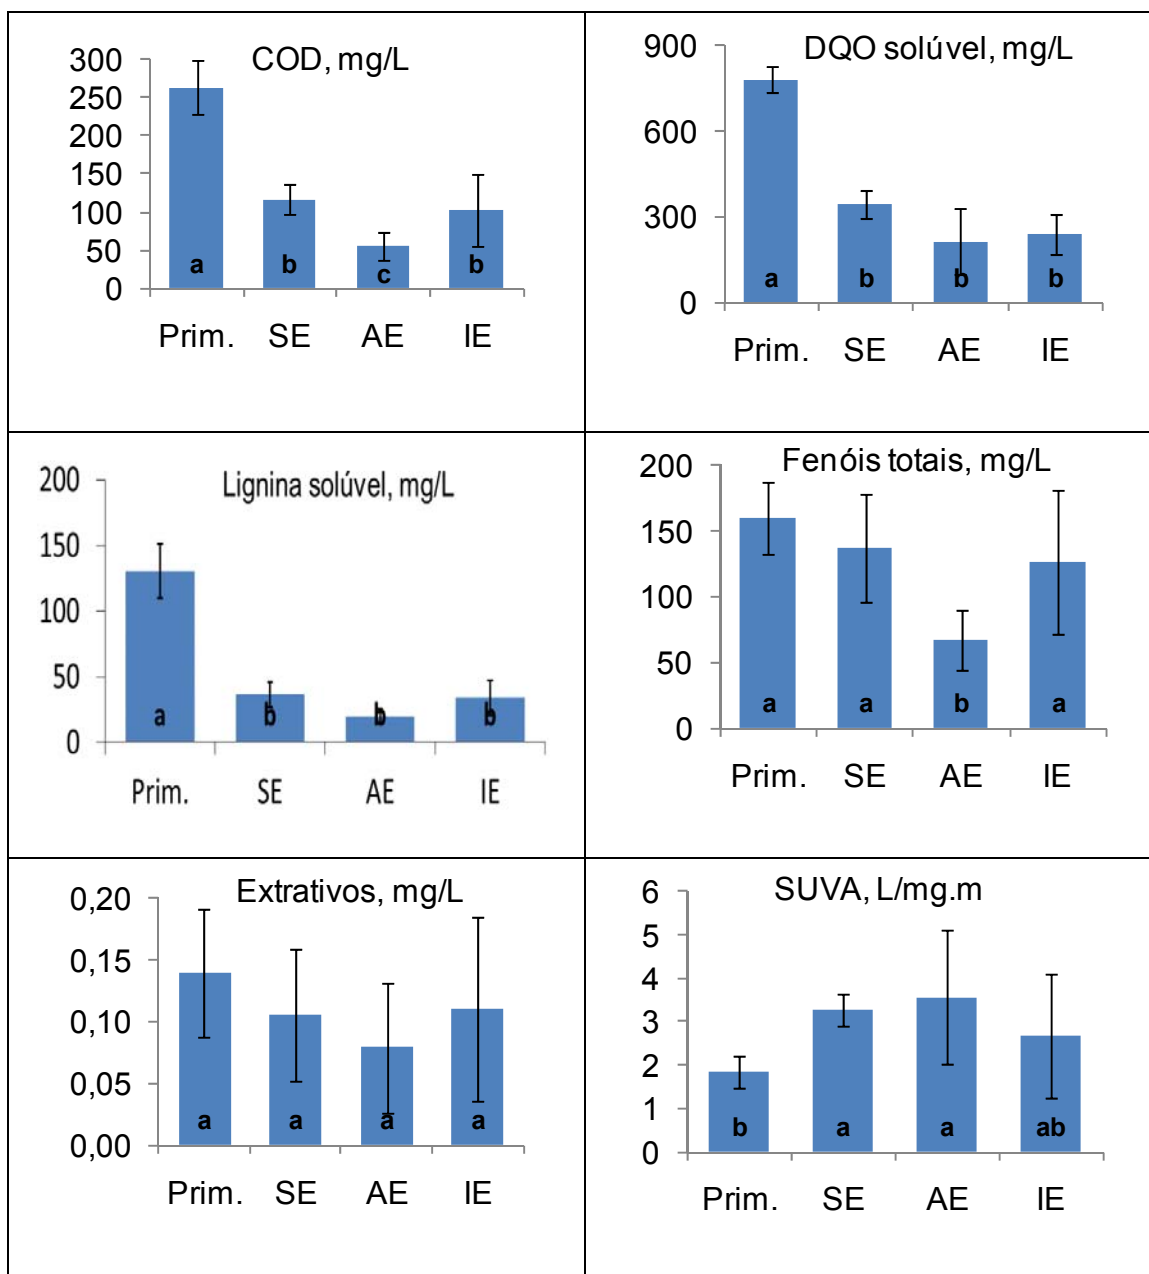 COD, mg/L
300
250
200
150
100
50
0
a b c b
Prim. SE AE IE
DQO solúvel, mg/L
900
600
300
0
a b b b
Prim. SE AE IE
Lignina solúvel, mg/L
200
150
100
50
0
a b b b
Prim. SE AE IE
Fenóis totais, mg/L
200
150
100
50
0
a a b a
Prim. SE AE IE
Extrativos, mg/L
0,20
0,15
0,10
0,05
0,00
a a a a
Prim. SE AE IE
SUVA, L/mg.m
6
5
4
3
2
1
0
b a a ab
Prim. SE AE IE